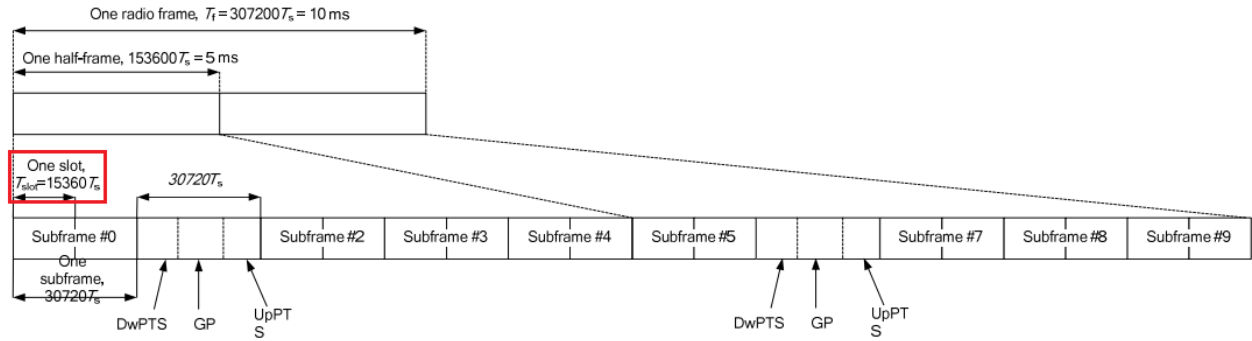 One radio frame, Tf = 307200Ts = 10 ms
One half-frame, 153600Ts = 5 ms
One slot,
Tslot=15360Ts
30720Ts
Subframe #0
Subframe #2
Subframe #3
Subframe #4
Subframe #5
Subframe #7
Subframe #8
Subframe #9
One
subframe,
30720Ts
DwPTS
GP
UpPT
S
DwPTS
GP
UpPT
S